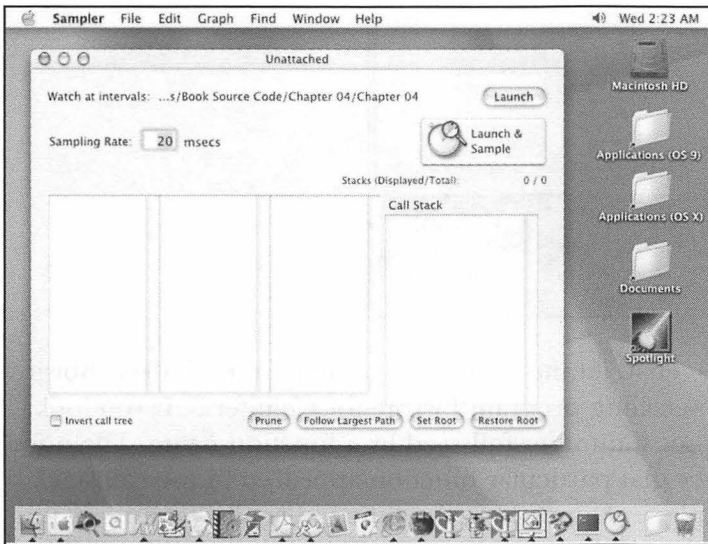 Sampler File Edit Graph Find Window Help Wed 2:23 AM
Unattached
Macintosh HD
Watch at intervals: ...s/Book Source Code/Chapter 04/Chapter 04 Launch
Sampling Rate: 20 msecs
Launch &
Sample
Applications (OS 9)
Stacks (Displayed/Total): 0 / 0
Call Stack
Applications (OS X)
Documents
Spotlight
Invert call tree Prune Follow Largest Path Set Root Restore Root